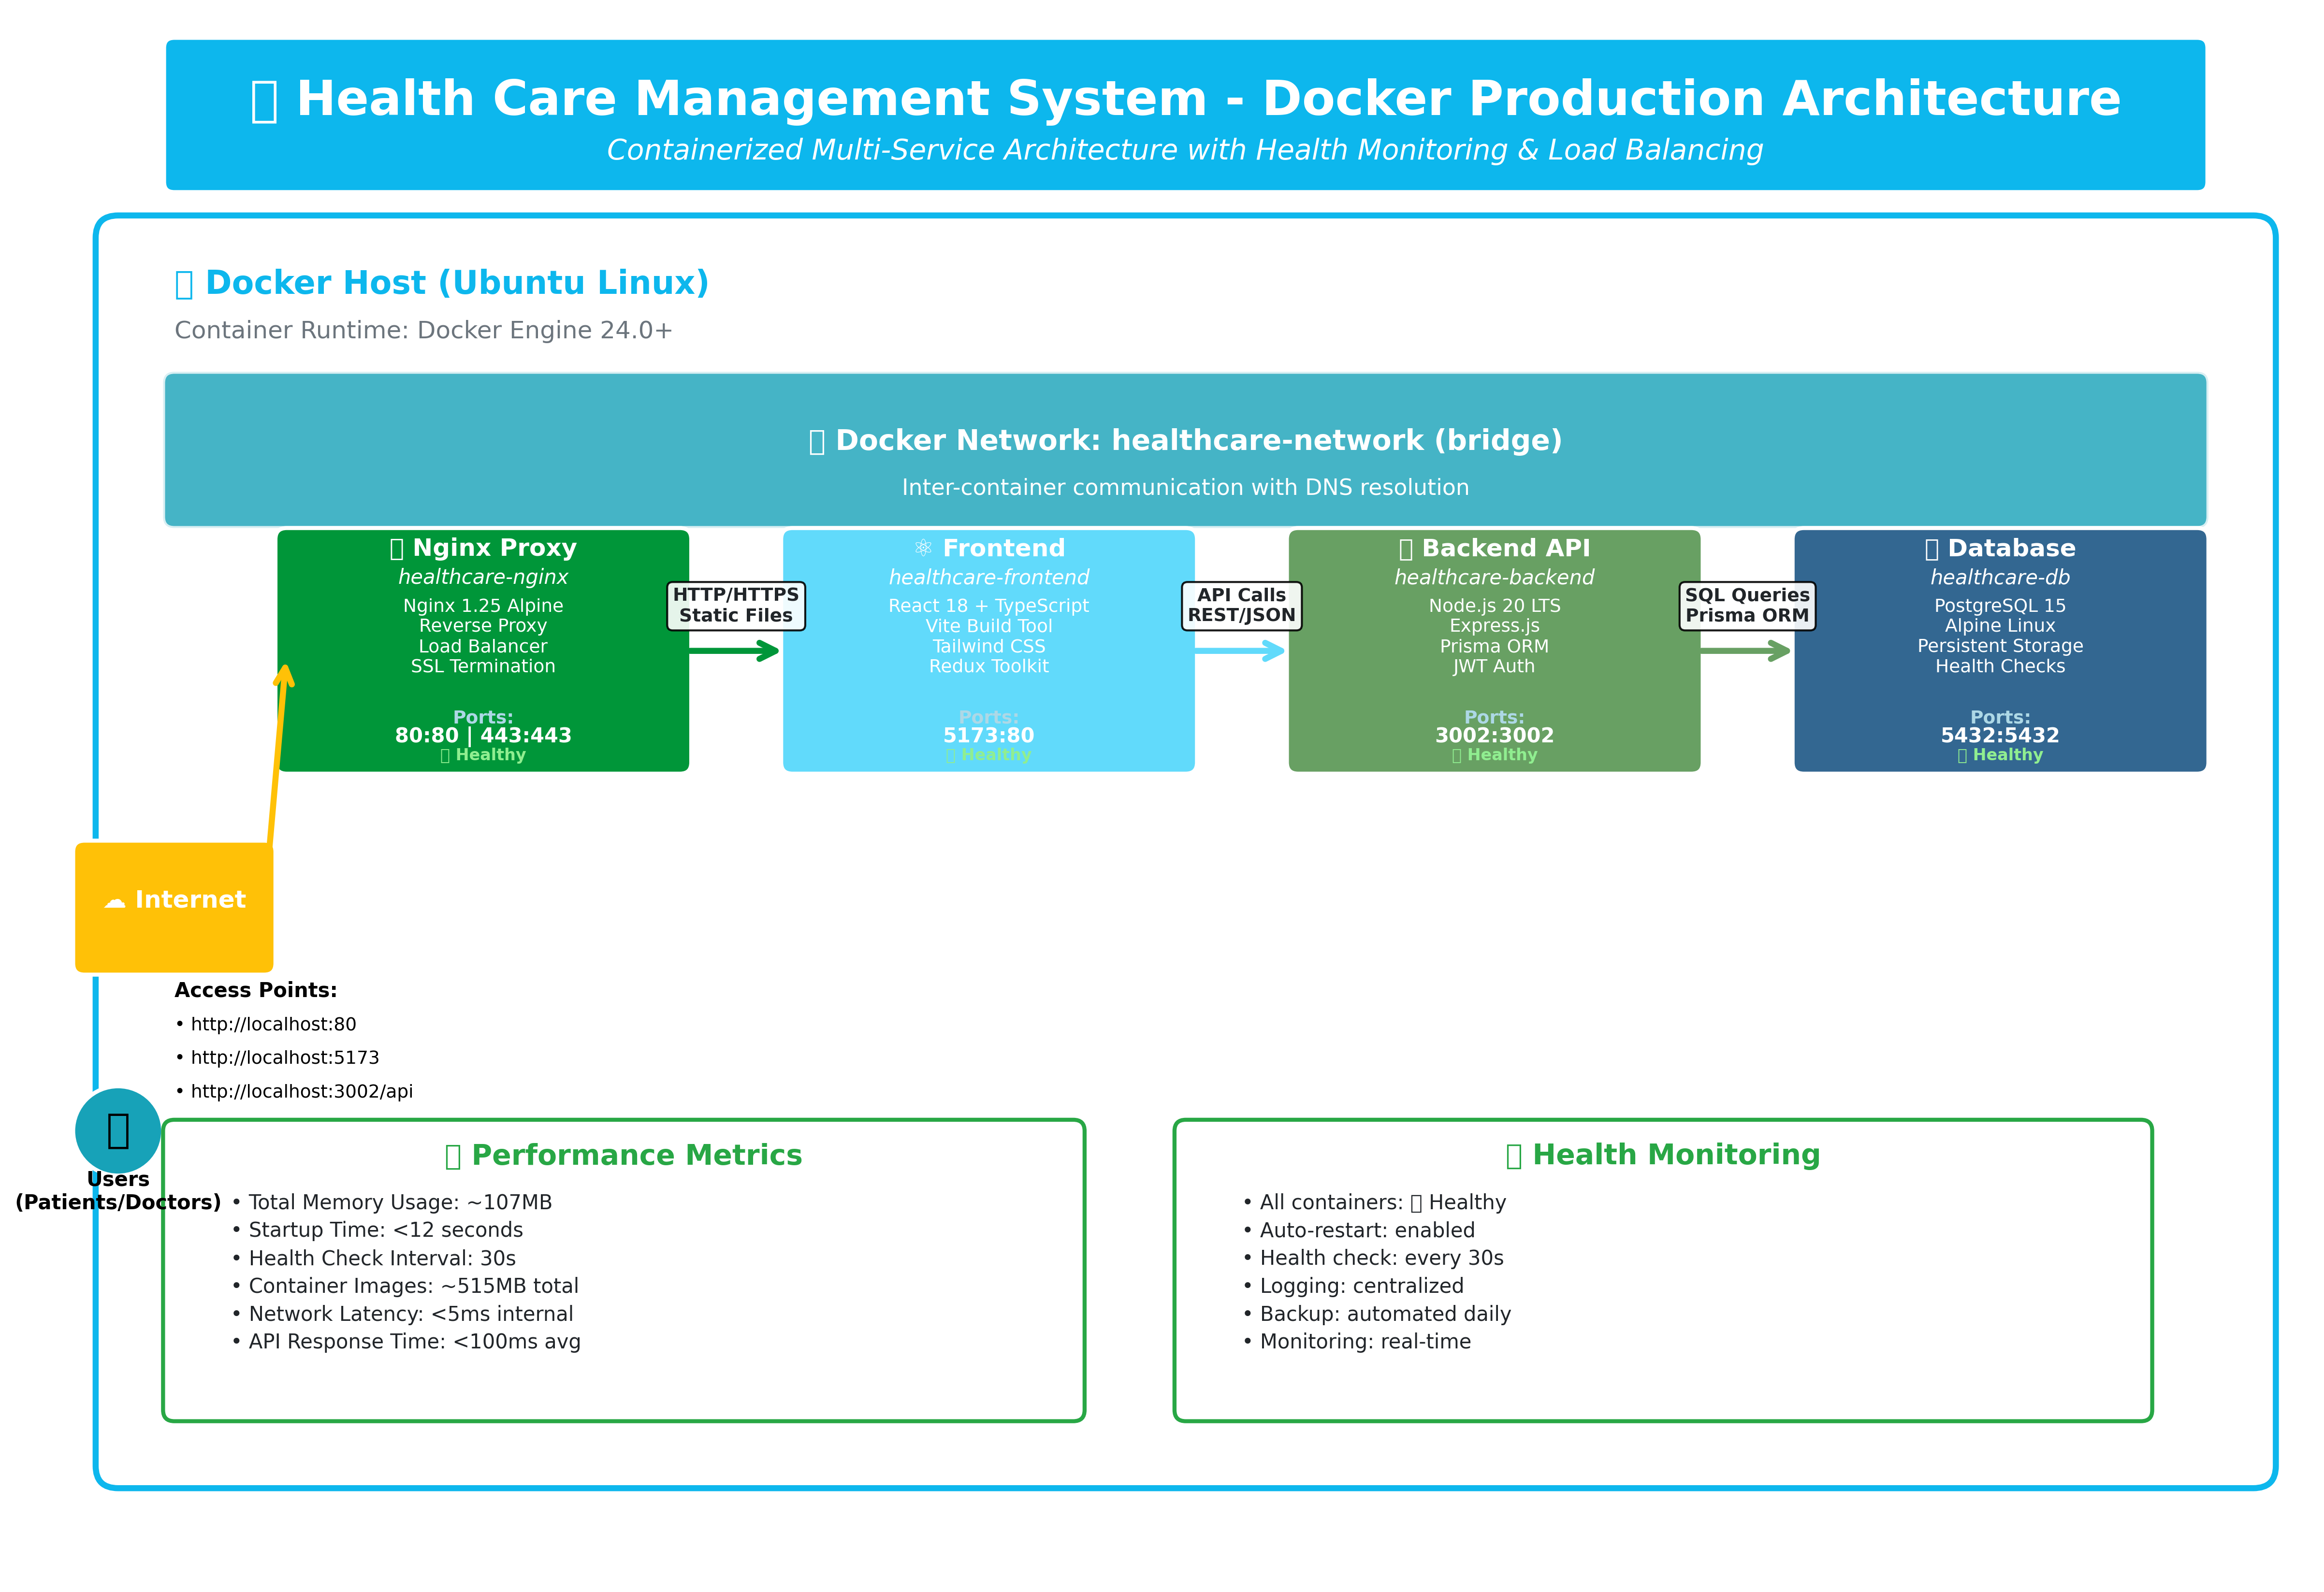 Health Care Management System - Docker Production Architecture
Containerized Multi-Service Architecture with Health Monitoring & Load Balancing
Docker Host (Ubuntu Linux)
Container Runtime: Docker Engine 24.0+
Docker Network: healthcare-network (bridge)
Inter-container communication with DNS resolution
Nginx Proxy
healthcare-nginx
Nginx 1.25 Alpine
Reverse Proxy
Load Balancer
SSL Termination
Ports:
80:80 | 443:443
Healthy
HTTP/HTTPS
Static Files
⚛ Frontend
healthcare-frontend
React 18 + TypeScript
Vite Build Tool
Tailwind CSS
Redux Toolkit
Ports:
5173:80
Healthy
API Calls
REST/JSON
Backend API
healthcare-backend
Node.js 20 LTS
Express.js
Prisma ORM
JWT Auth
Ports:
3002:3002
Healthy
SQL Queries
Prisma ORM
Database
healthcare-db
PostgreSQL 15
Alpine Linux
Persistent Storage
Health Checks
Ports:
5432:5432
Healthy
☁ Internet
Access Points:
• http://localhost:80
• http://localhost:5173
• http://localhost:3002/api
Users
(Patients/Doctors)
Performance Metrics
• Total Memory Usage: ~107MB
• Startup Time: <12 seconds
• Health Check Interval: 30s
• Container Images: ~515MB total
• Network Latency: <5ms internal
• API Response Time: <100ms avg
Health Monitoring
• All containers: Healthy
• Auto-restart: enabled
• Health check: every 30s
• Logging: centralized
• Backup: automated daily
• Monitoring: real-time